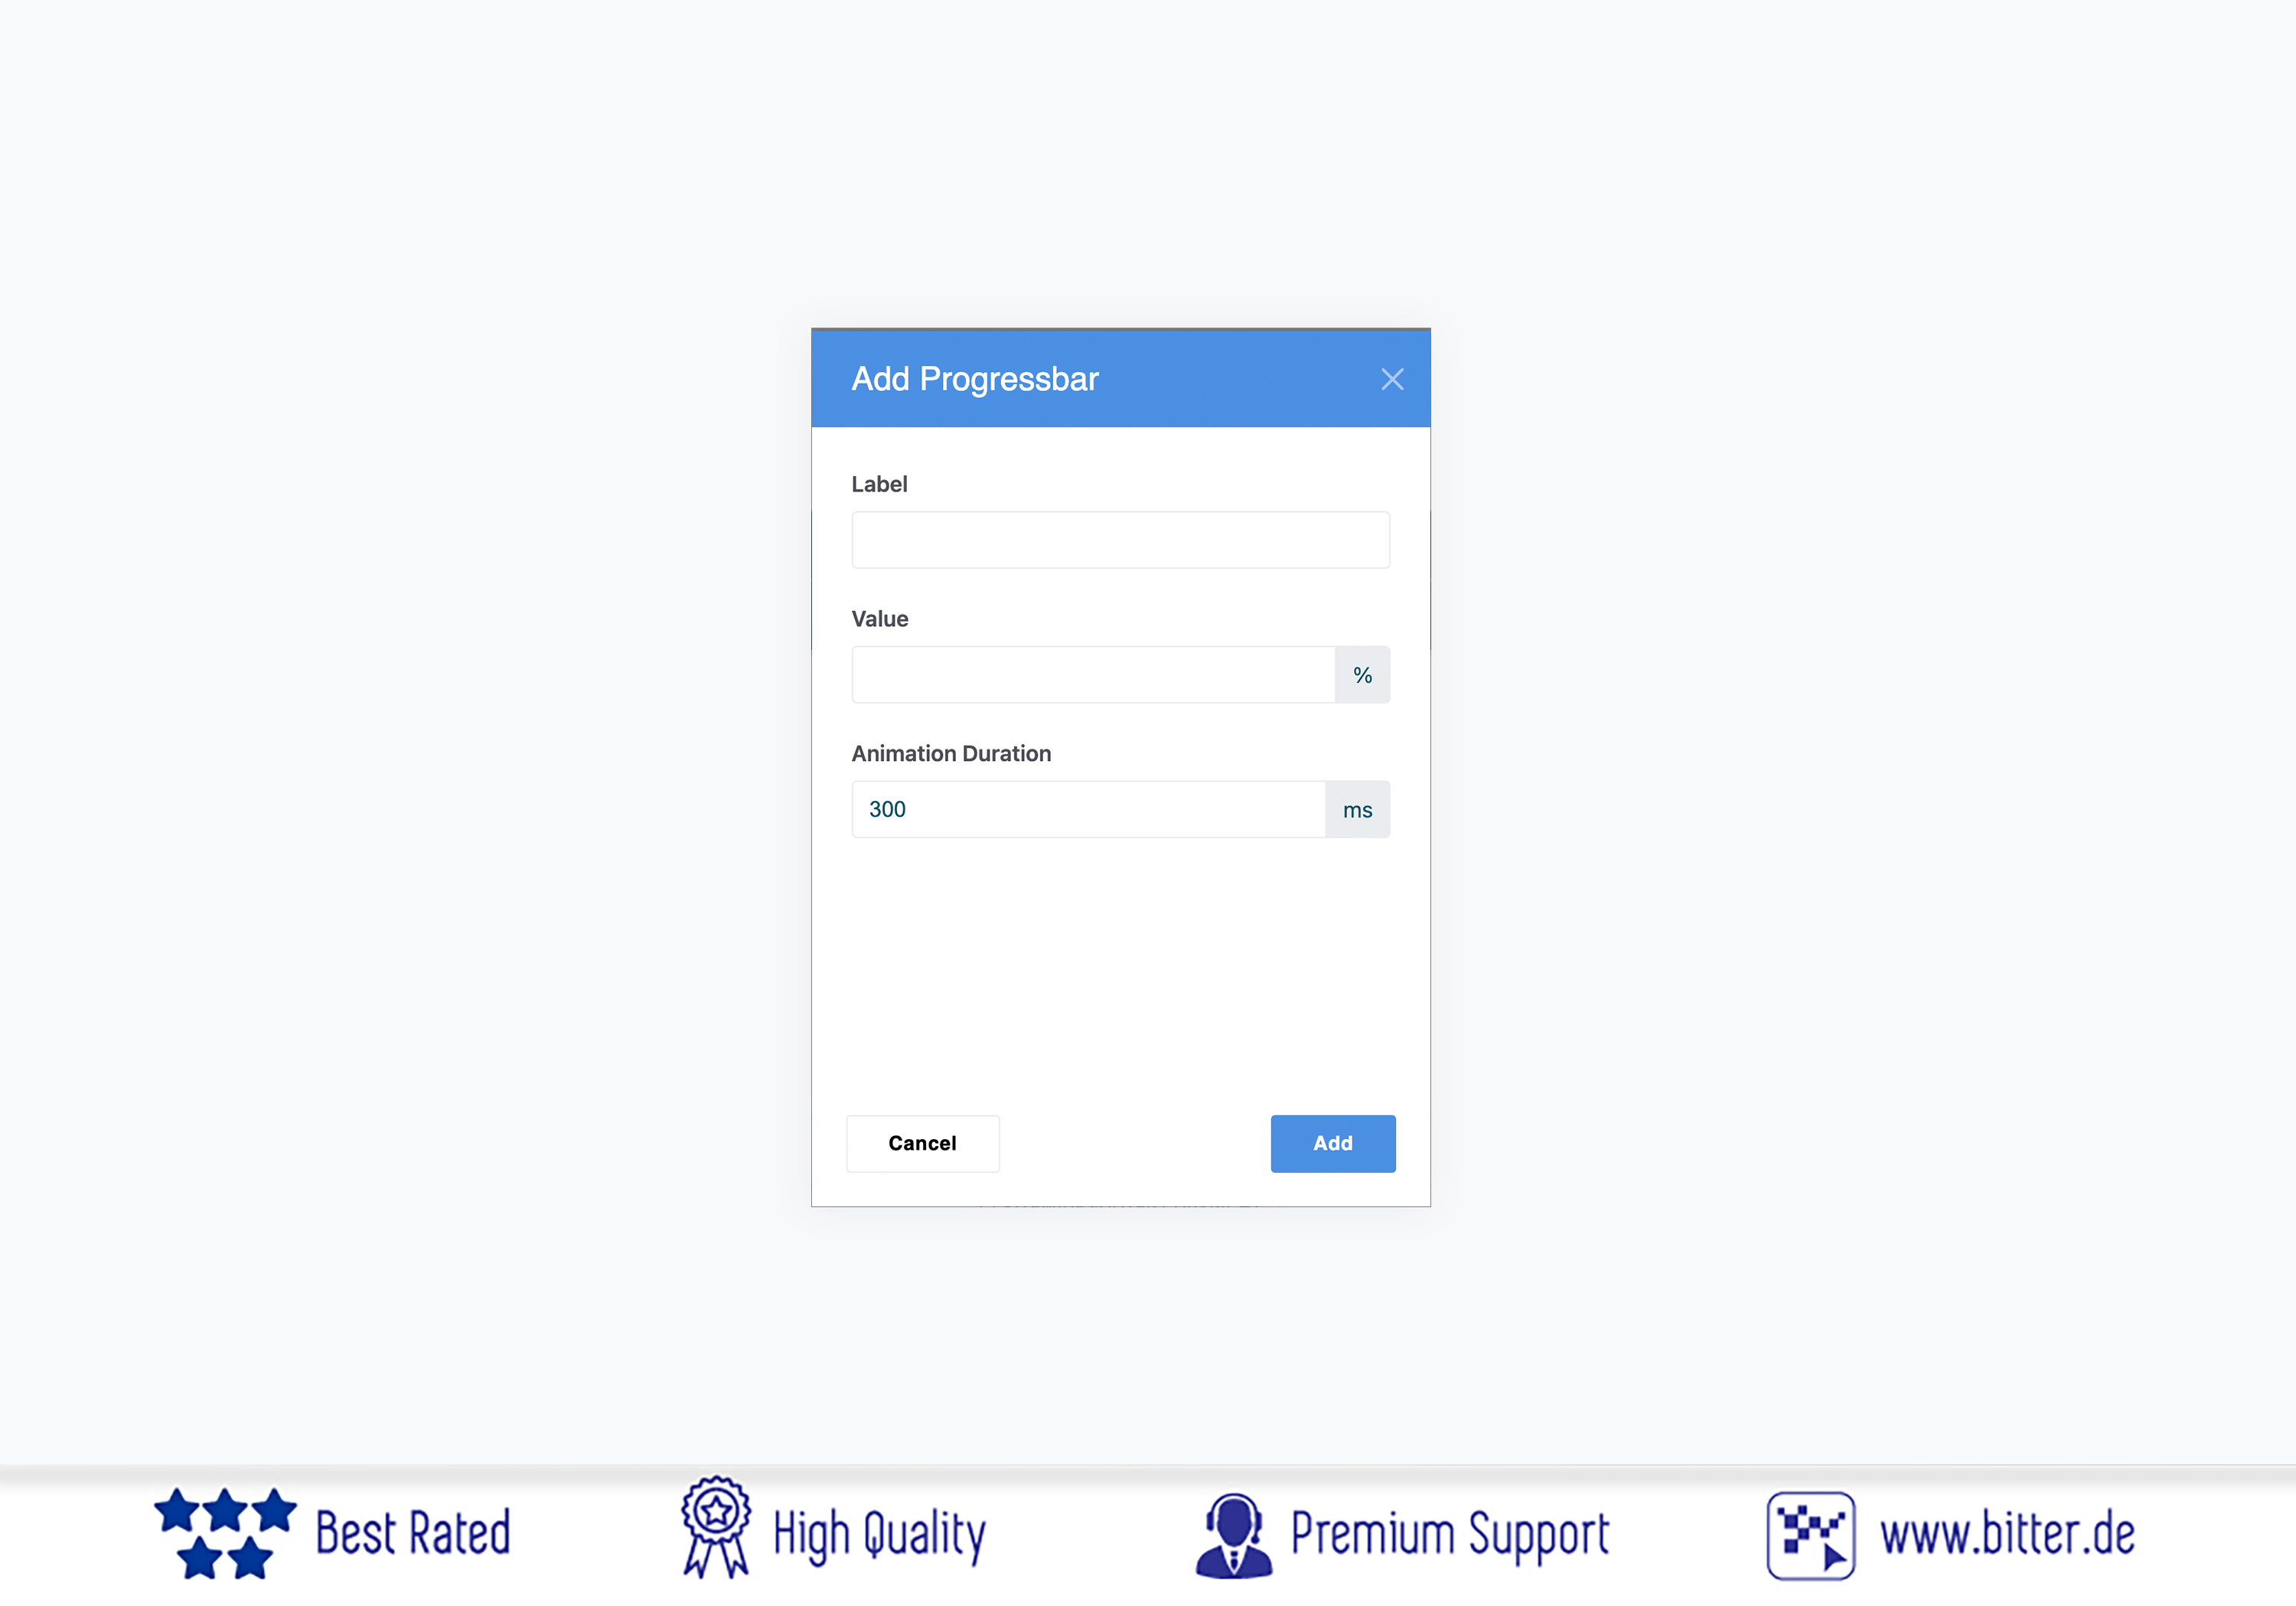 Add Progressbar
Label
Value
%
Animation Duration
300 ms
Cancel Add
Best Rated High Quality Premium Support www.bitter.de